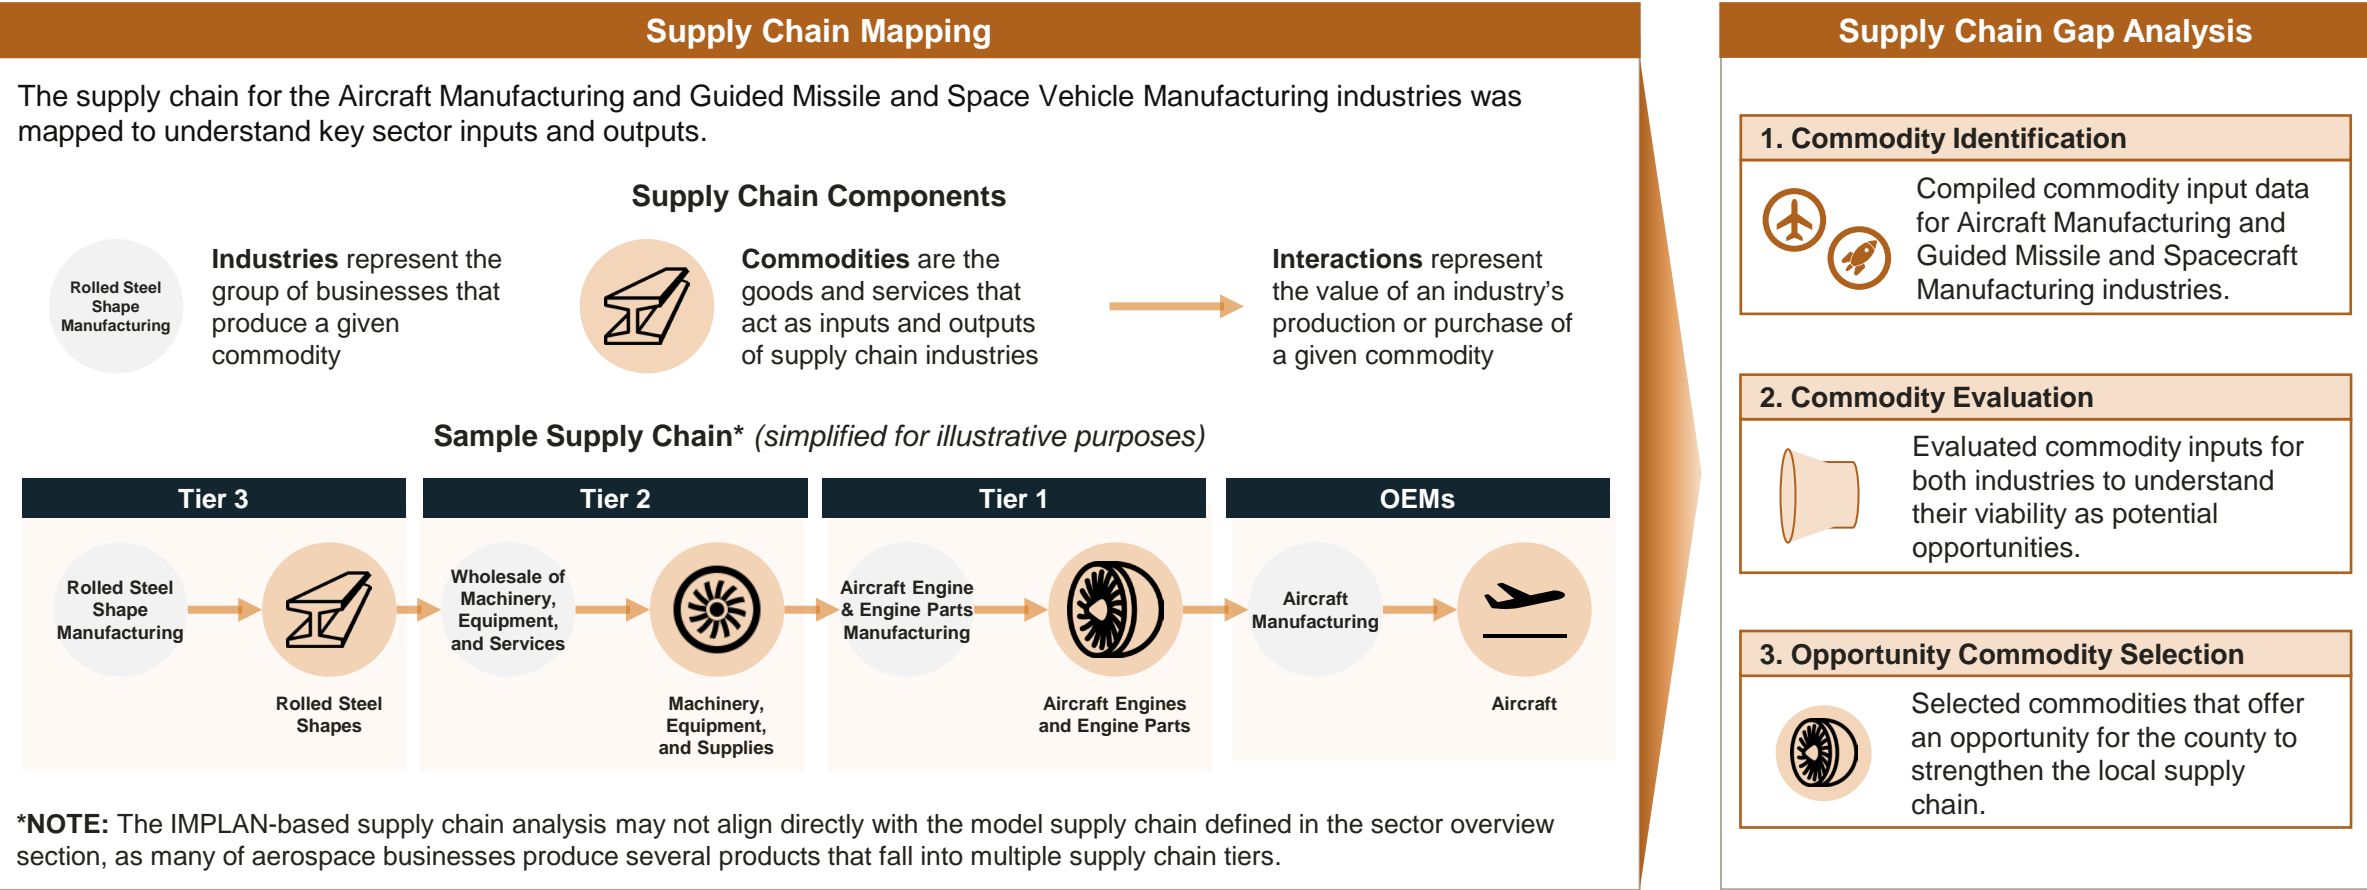 Supply Chain Mapping
The supply chain for the Aircraft Manufacturing and Guided Missile and Space Vehicle Manufacturing industries was
mapped to understand key sector inputs and outputs.
Supply Chain Components
Rolled Steel
Shape
Manufacturing
Industries represent the
group of businesses that
produce a given
commodity
Commodities are the
goods and services that
act as inputs and outputs
of supply chain industries
Interactions represent
the value of an industry’s
production or purchase of
a given commodity
Sample Supply Chain* (simplified for illustrative purposes)
Tier 3
Rolled Steel
Shape
Manufacturing
Rolled Steel
Shapes
Tier 2
Wholesale of
Machinery,
Equipment,
and Services
Machinery,
Equipment,
and Supplies
Tier 1
Aircraft Engine
& Engine Parts
Manufacturing
Aircraft Engines
and Engine Parts
OEMs
Aircraft
Manufacturing
Aircraft
*NOTE: The IMPLAN-based supply chain analysis may not align directly with the model supply chain defined in the sector overview
section, as many of aerospace businesses produce several products that fall into multiple supply chain tiers.
Supply Chain Gap Analysis
1. Commodity Identification
Compiled commodity input data
for Aircraft Manufacturing and
Guided Missile and Spacecraft
Manufacturing industries.
2. Commodity Evaluation
Evaluated commodity inputs for
both industries to understand
their viability as potential
opportunities.
3. Opportunity Commodity Selection
Selected commodities that offer
an opportunity for the county to
strengthen the local supply
chain.